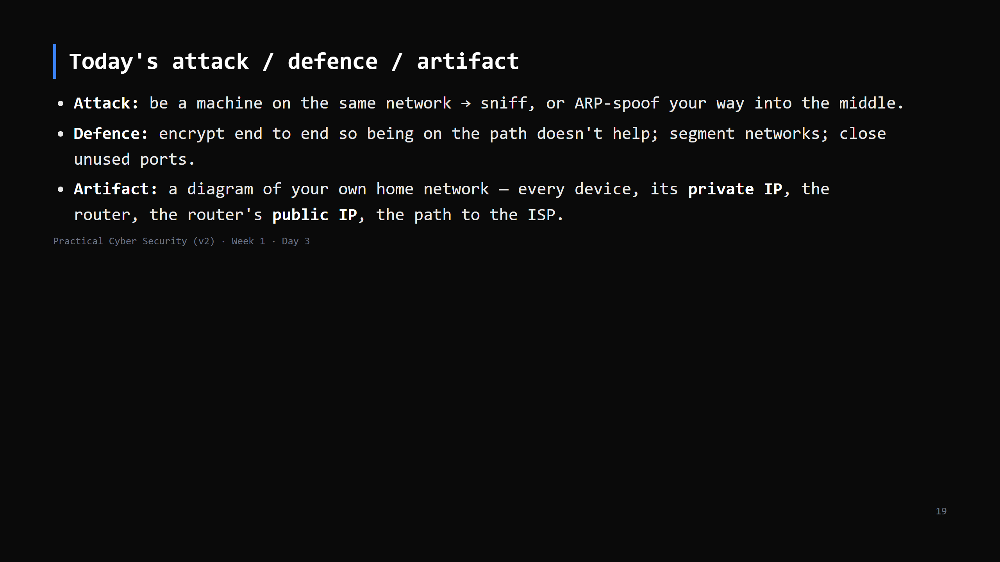 Today's attack / defence / artifact
• Attack: be a machine on the same network → sniff, or ARP-spoof your way into the middle.
• Defence: encrypt end to end so being on the path doesn't help; segment networks; close
unused ports.
• Artifact: a diagram of your own home network — every device, its private IP, the
router, the router's public IP, the path to the ISP.
Practical Cyber Security (v2) · Week 1 · Day 3
19